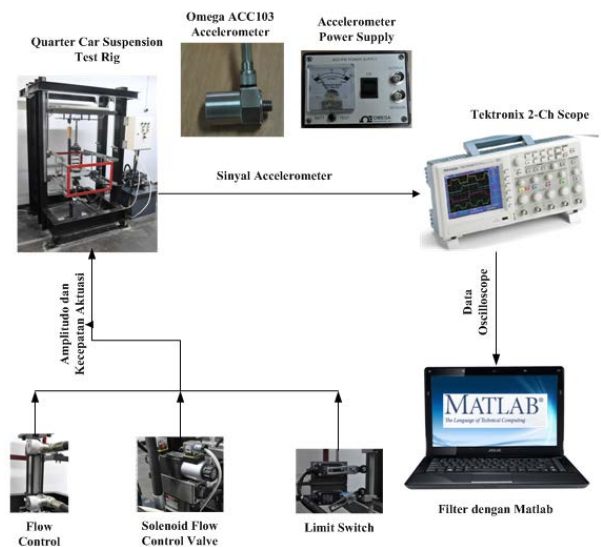 Omega ACC103
Accelerometer
Accelerometer
Power Supply
Quarter Car Suspension
Test Rig
OMEGA
Tektronix 2-Ch Scope
Sinyal Accelerometer
Amplitudo dan
Kecepatan Aktuasi
Data
Oscilloscope
MATLAB®
The Language of Technical Computing
Flow
Control
Solenoid Flow
Control Valve
Limit Switch
Filter dengan Matlab